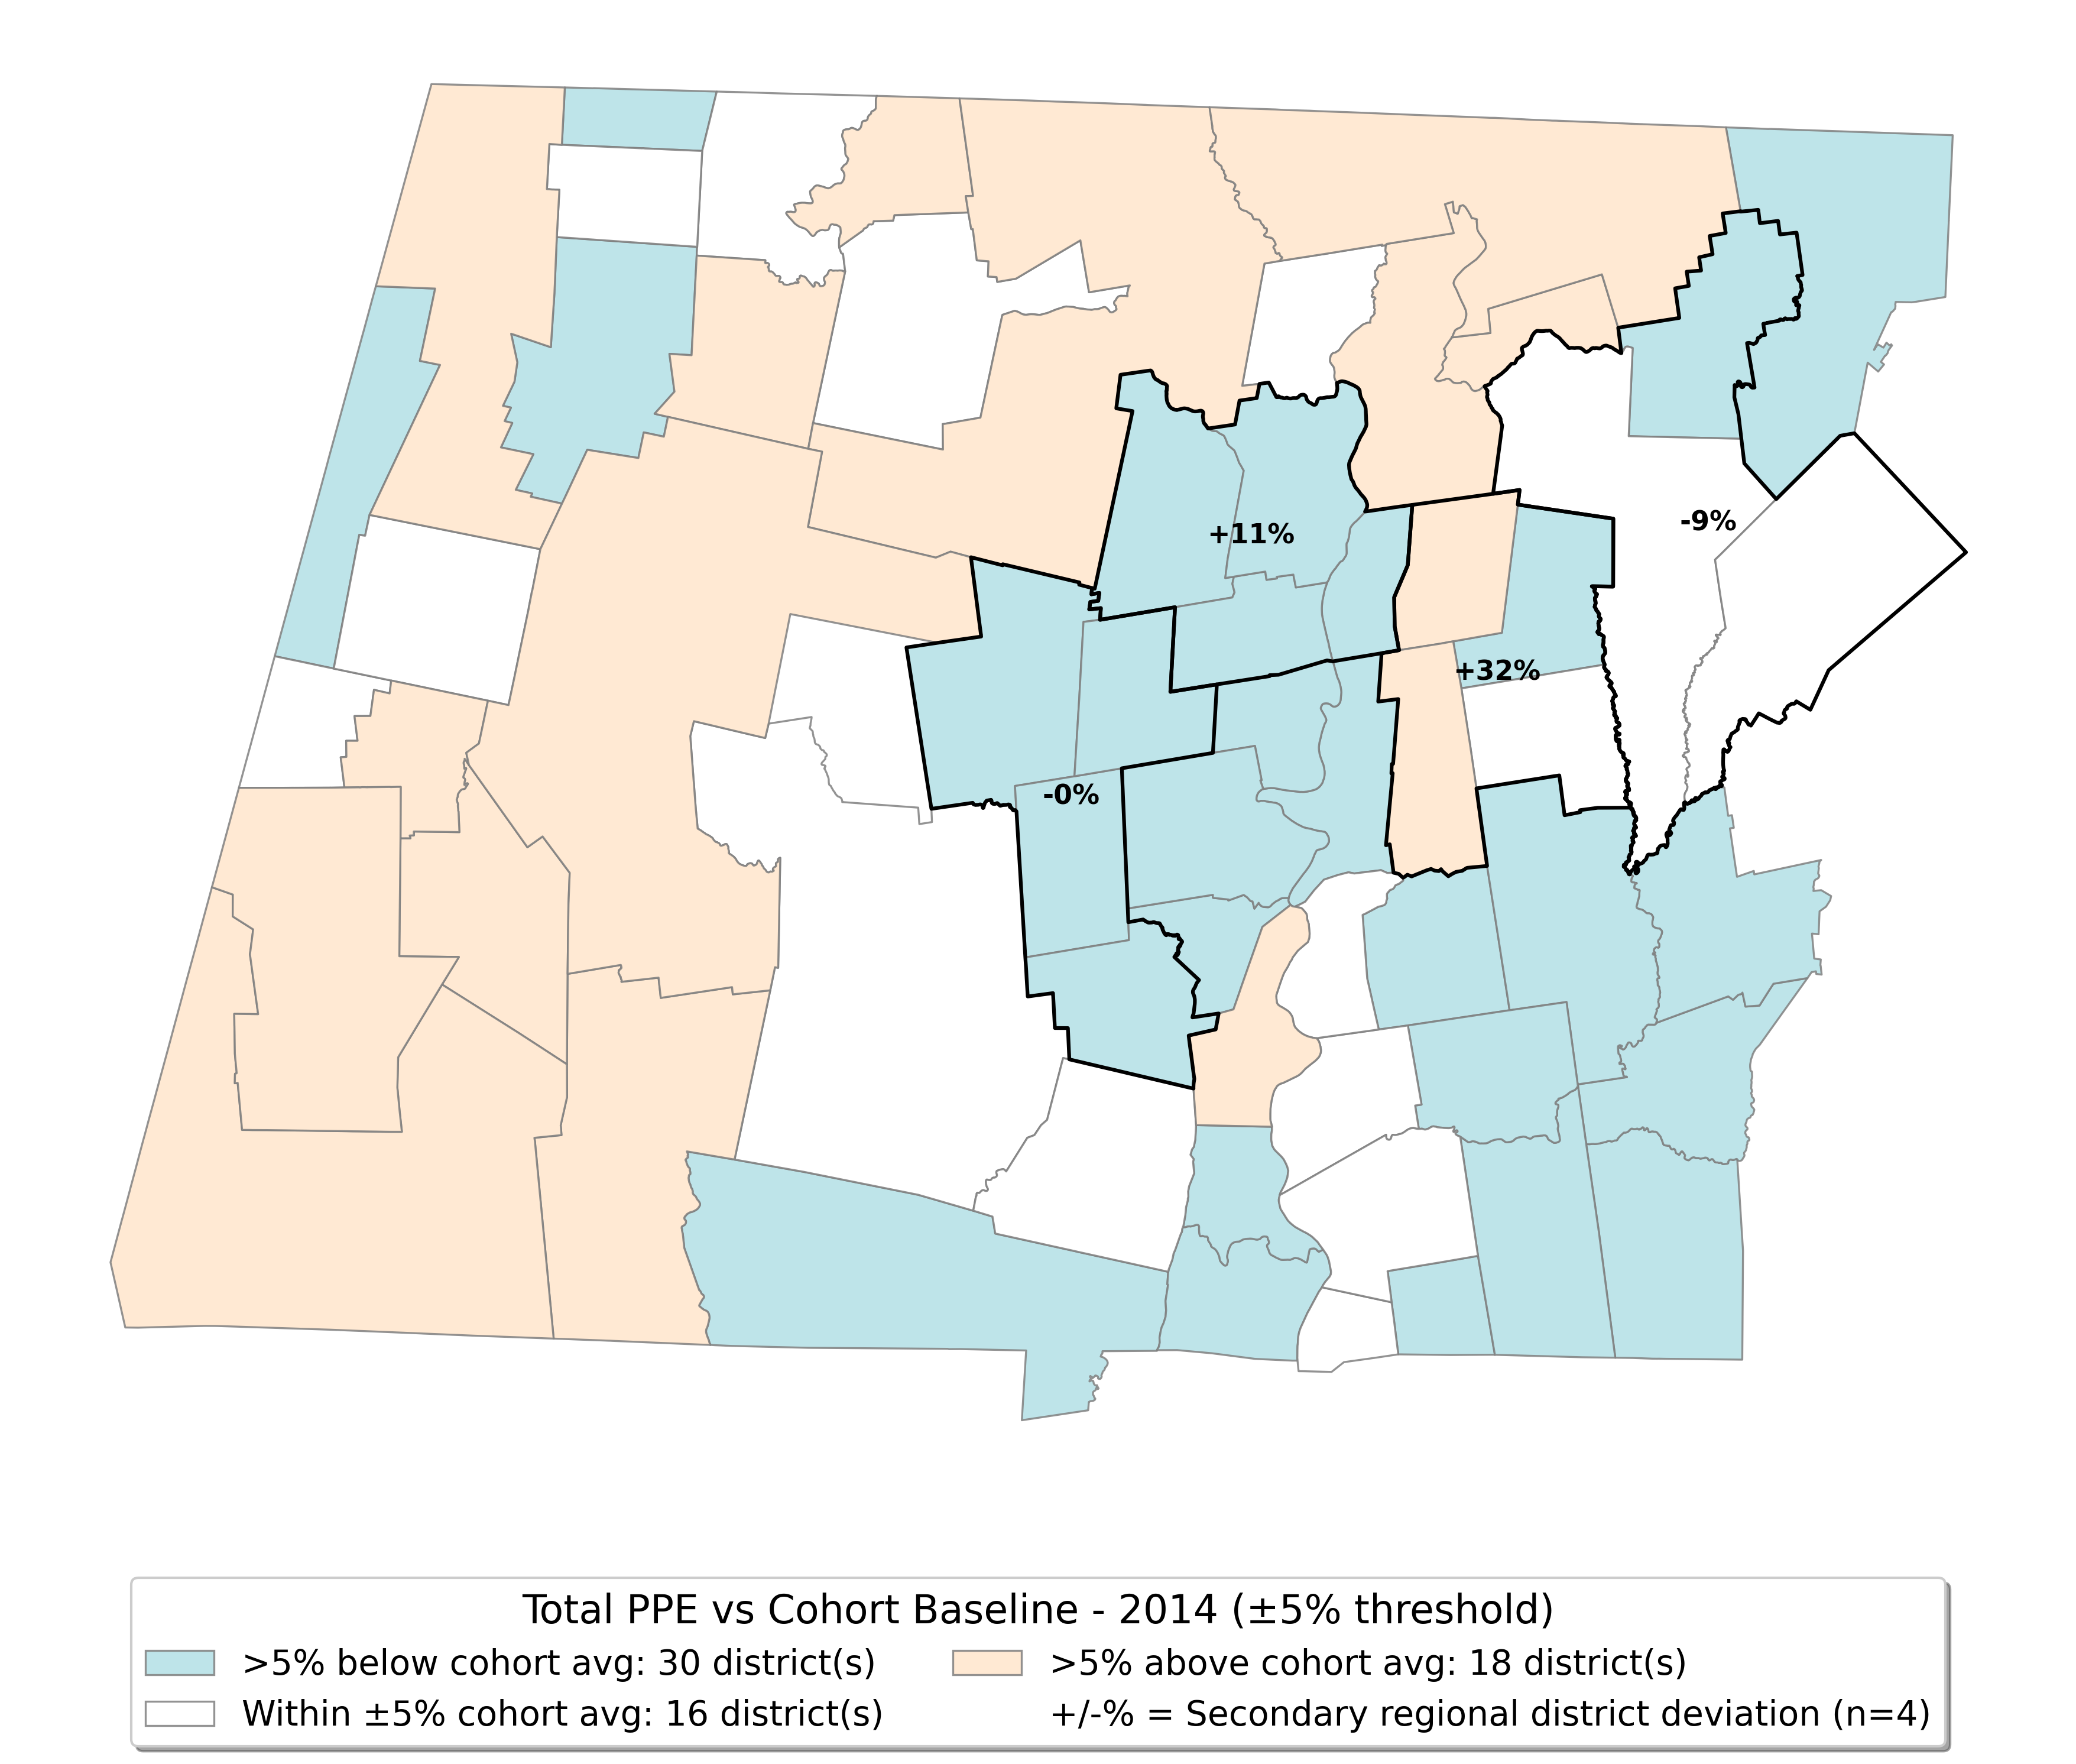 -9%
+11%
+32%
-0%
Total PPE vs Cohort Baseline - 2014 (±5% threshold)
>5% below cohort avg: 30 district(s)
>5% above cohort avg: 18 district(s)
Within ±5% cohort avg: 16 district(s)
+/-% = Secondary regional district deviation (n=4)